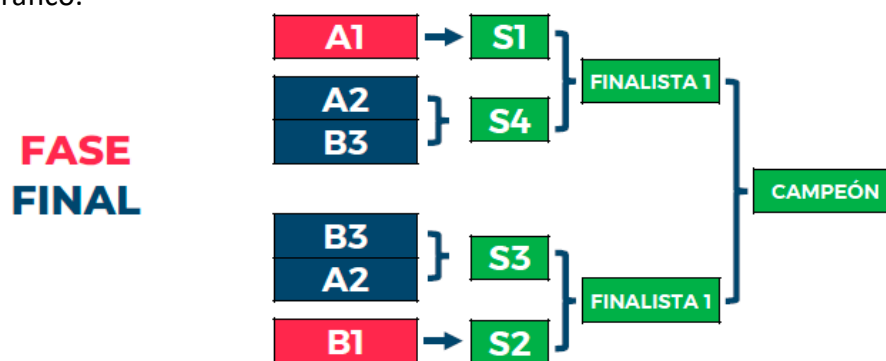 A1
S1
A2
B3
S4
FINALISTA 1
FASE
FINAL
CAMPEÓN
B3
A2
S3
FINALISTA 1
B1
S2